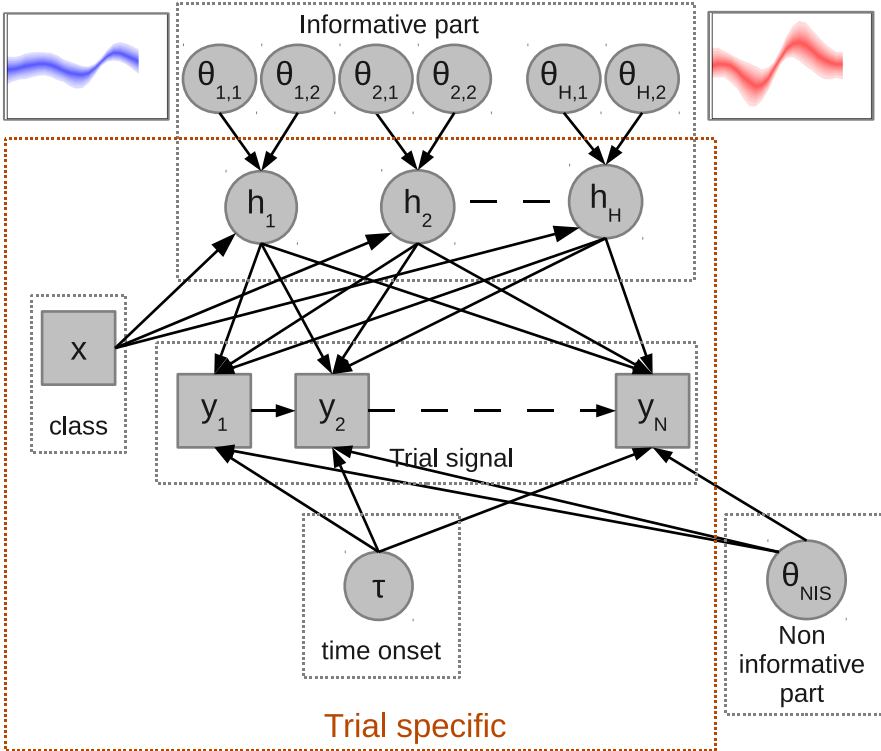 Informative part
θ1,1 θ1,2 θ2,1 θ2,2 θH,1 θH,2
h1 h2 hH
x
class
y1 y2 yN
Trial signal
τ
time onset
θNIS
Non
informative
part
Trial specific